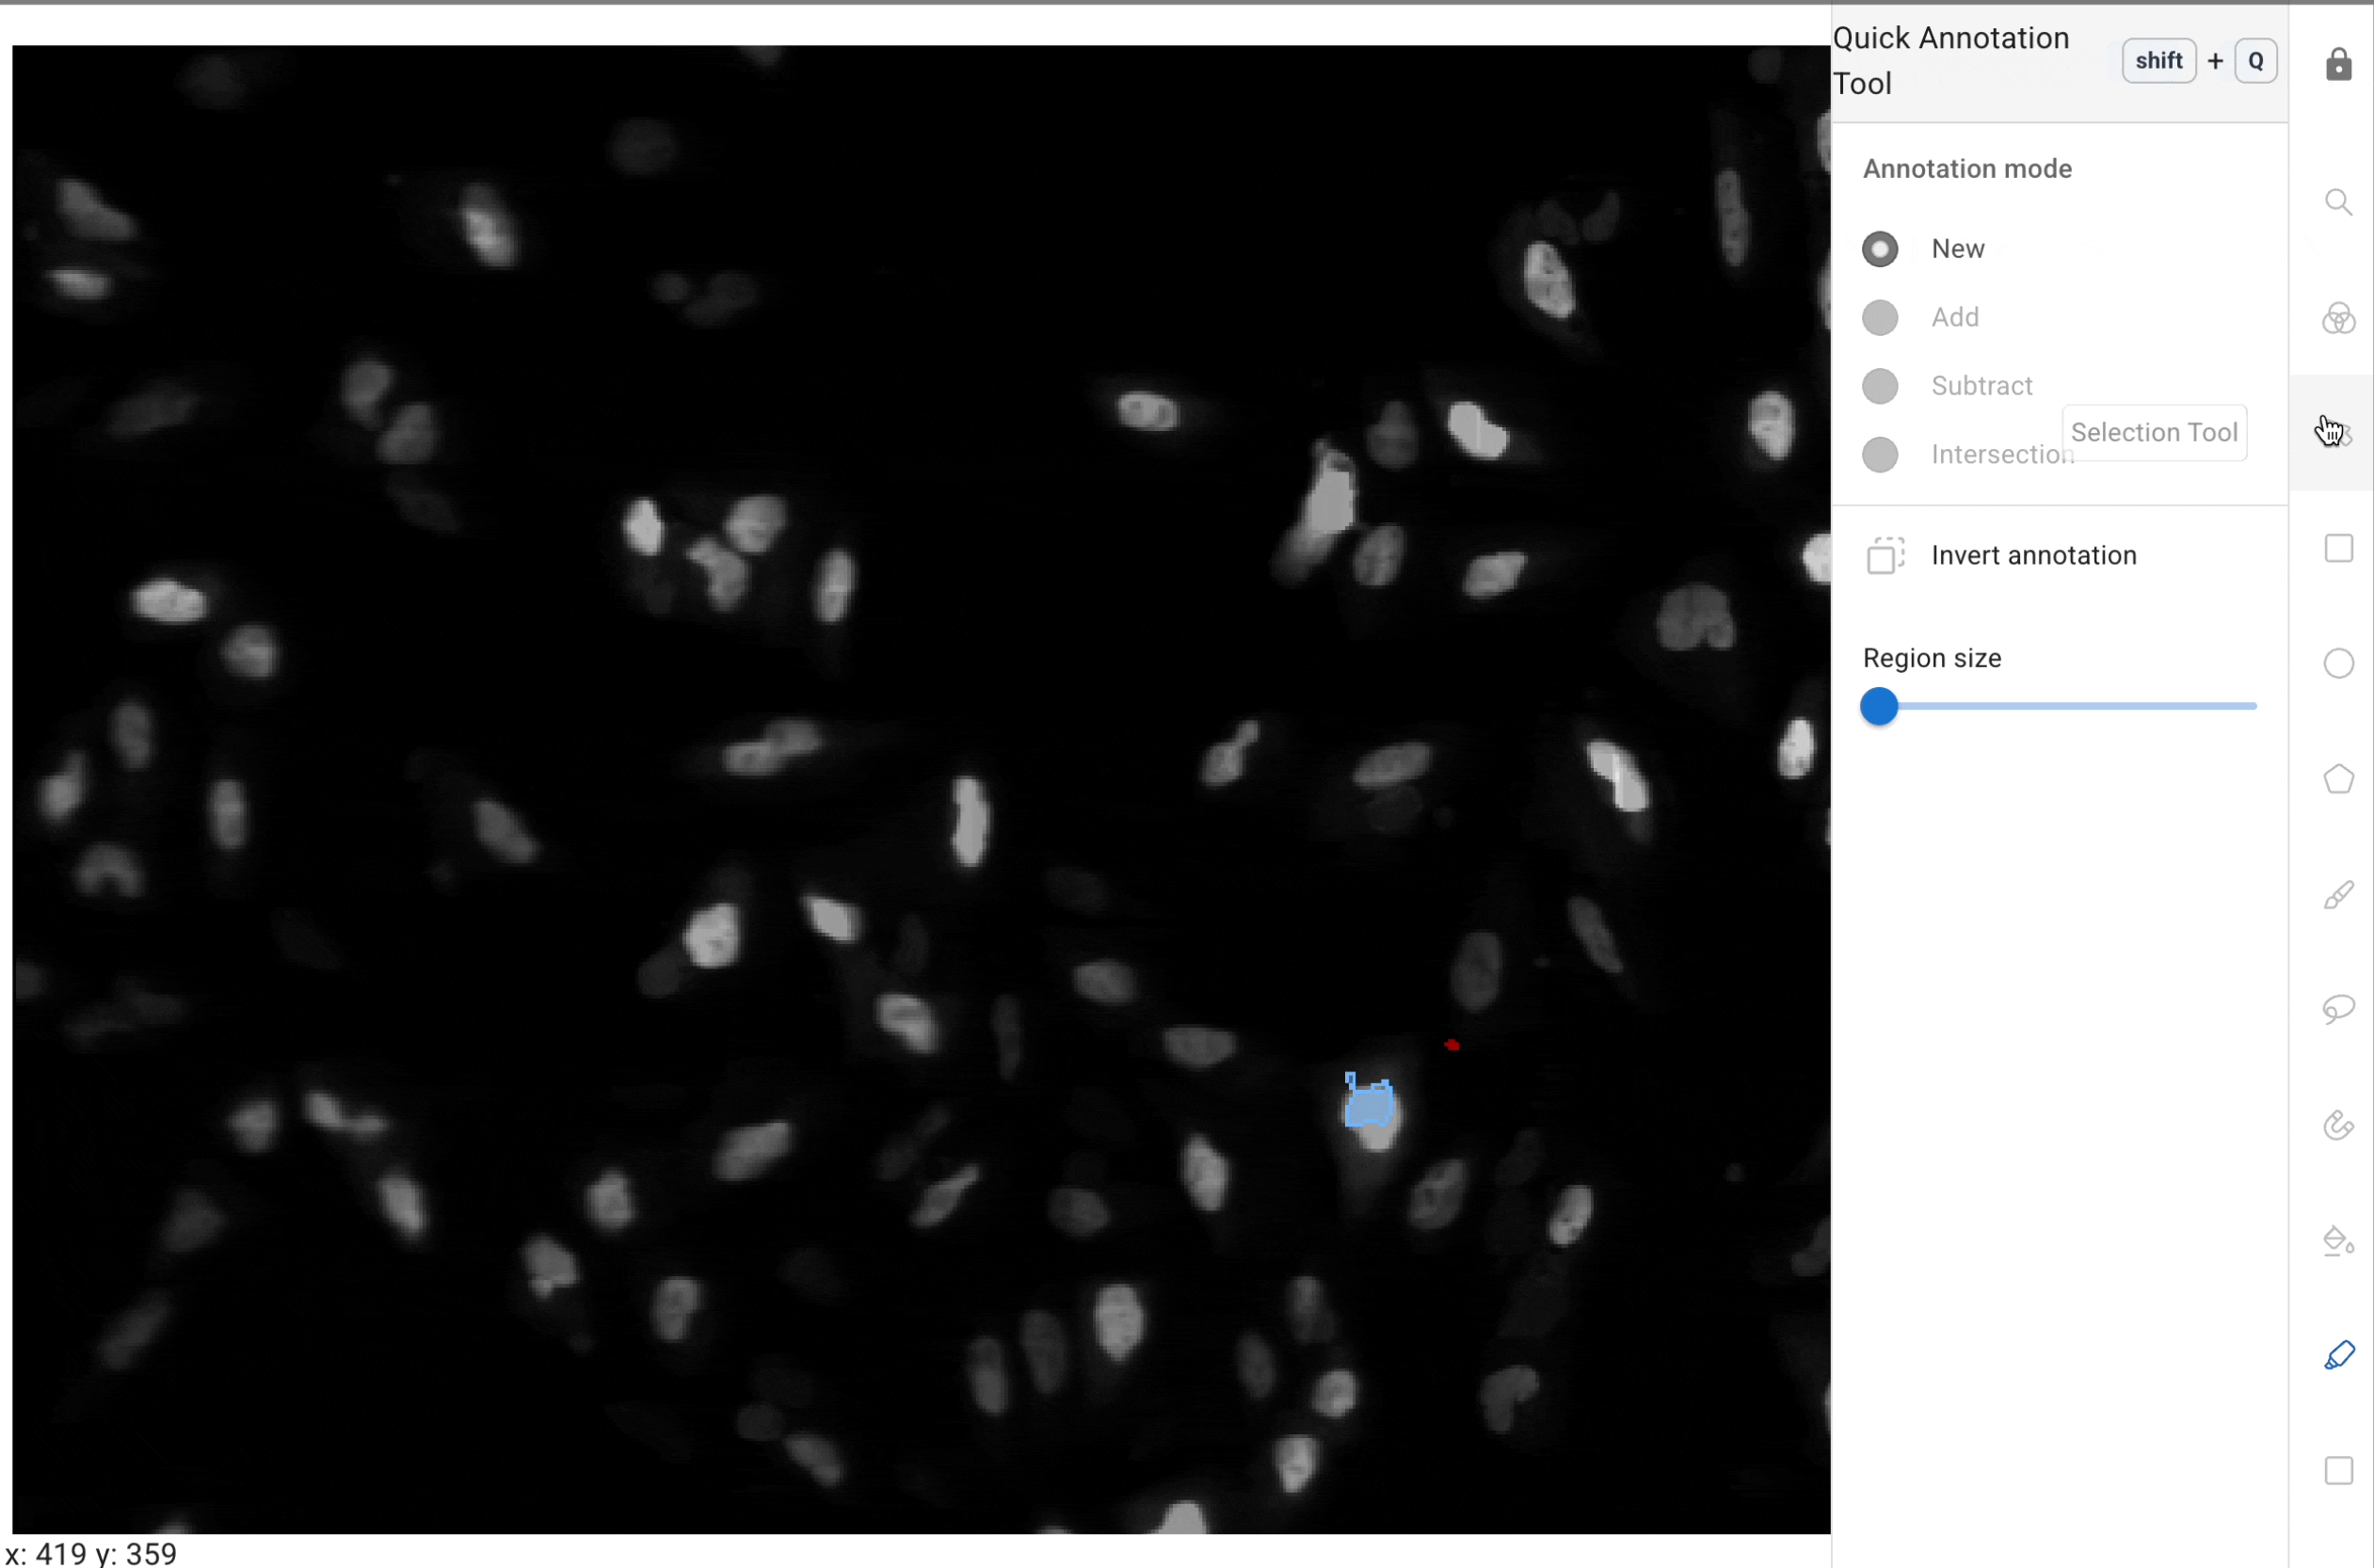 Quick Annotation
Tool
shift + Q
Annotation mode
New
Add
Subtract
Selection Tool
Intersection
Invert annotation
Region size
x: 419 y: 359